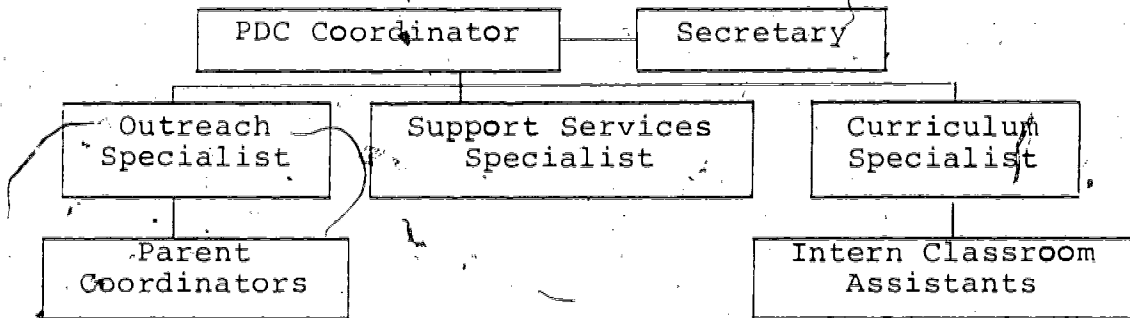 PDC Coordinator
Secretary
Outreach
Specialist
Support Services
Specialist
Curriculum
Specialist
Parent
Coordinators
Intern Classroom
Assistants